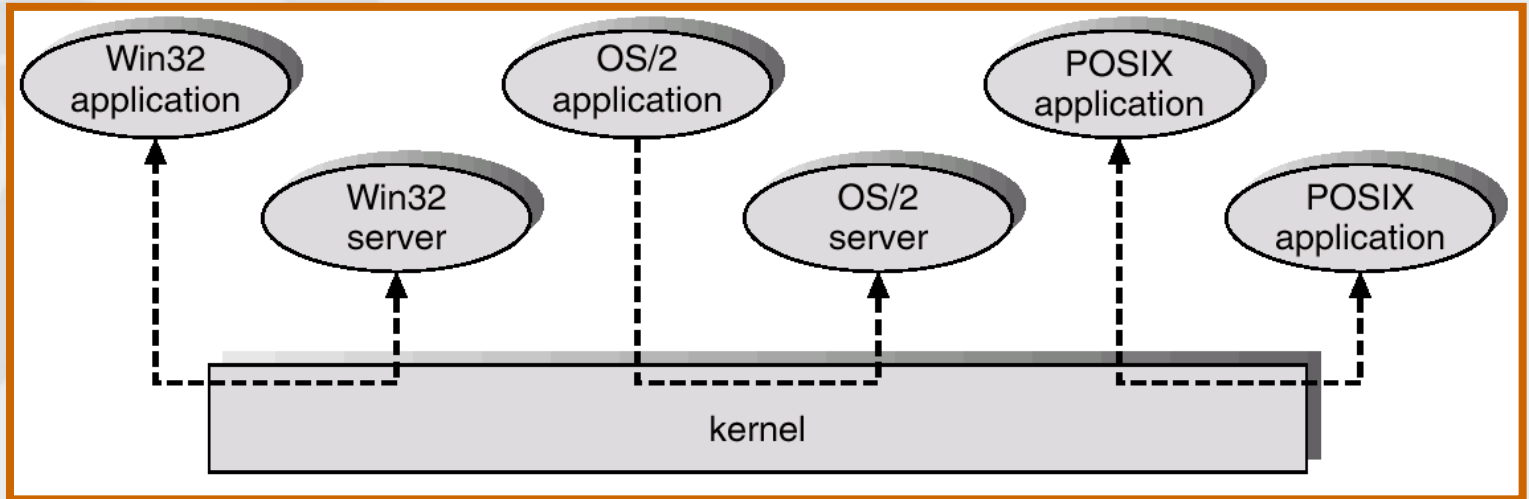 Win32
application
OS/2
application
POSIX
application
Win32
server
OS/2
server
POSIX
application
kernel